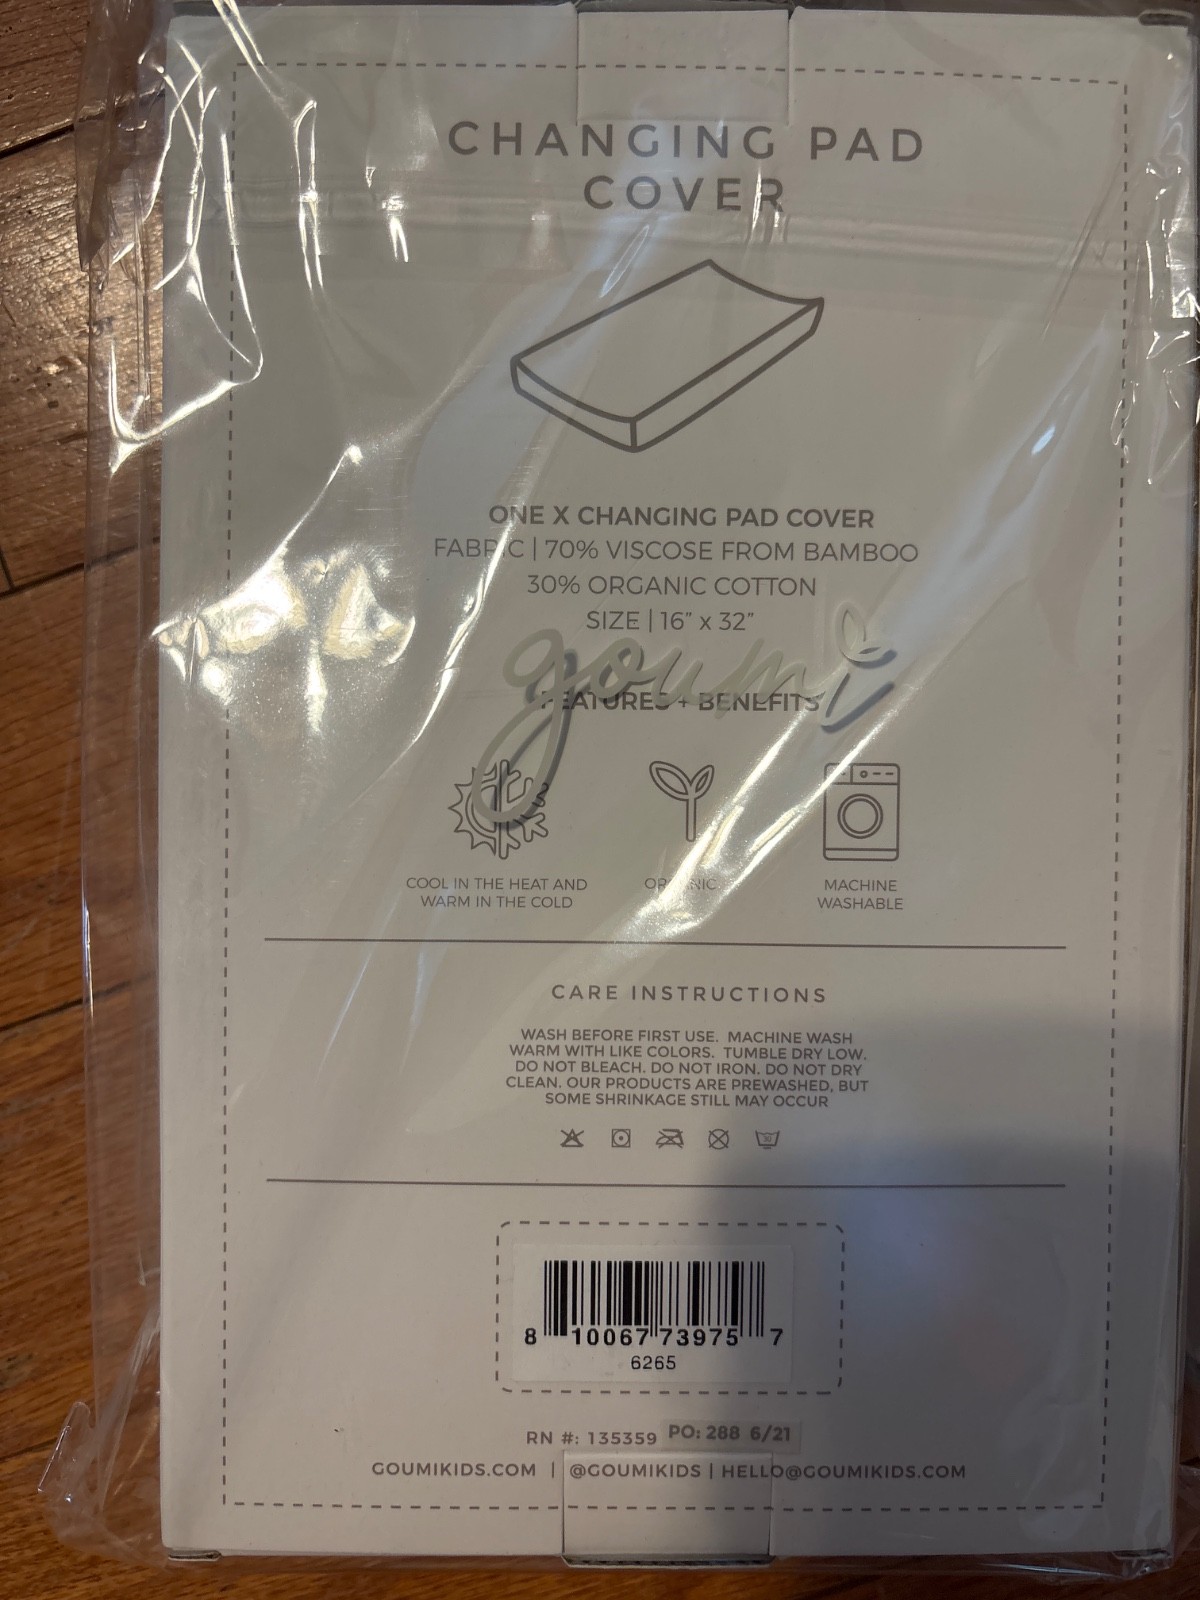 CHANGING PAD
COVER
ONE X CHANGING PAD COVER
FABRIC | 70% VISCOSE FROM BAMBOO
30% ORGANIC COTTON
SIZE | 16" x 32"
goumi
FEATURES + BENEFITS
COOL IN THE HEAT AND
WARM IN THE COLD
ORGANIC
MACHINE
WASHABLE
CARE INSTRUCTIONS
WASH BEFORE FIRST USE. MACHINE WASH
WARM WITH LIKE COLORS. TUMBLE DRY LOW.
DO NOT BLEACH. DO NOT IRON. DO NOT DRY
CLEAN. OUR PRODUCTS ARE PREWASHED, BUT
SOME SHRINKAGE STILL MAY OCCUR
30
8 10067 73975 7
6265
RN #: 135359 PO: 288 6/21
GOUMIKIDS.COM | @GOUMIKIDS | HELLO@GOUMIKIDS.COM